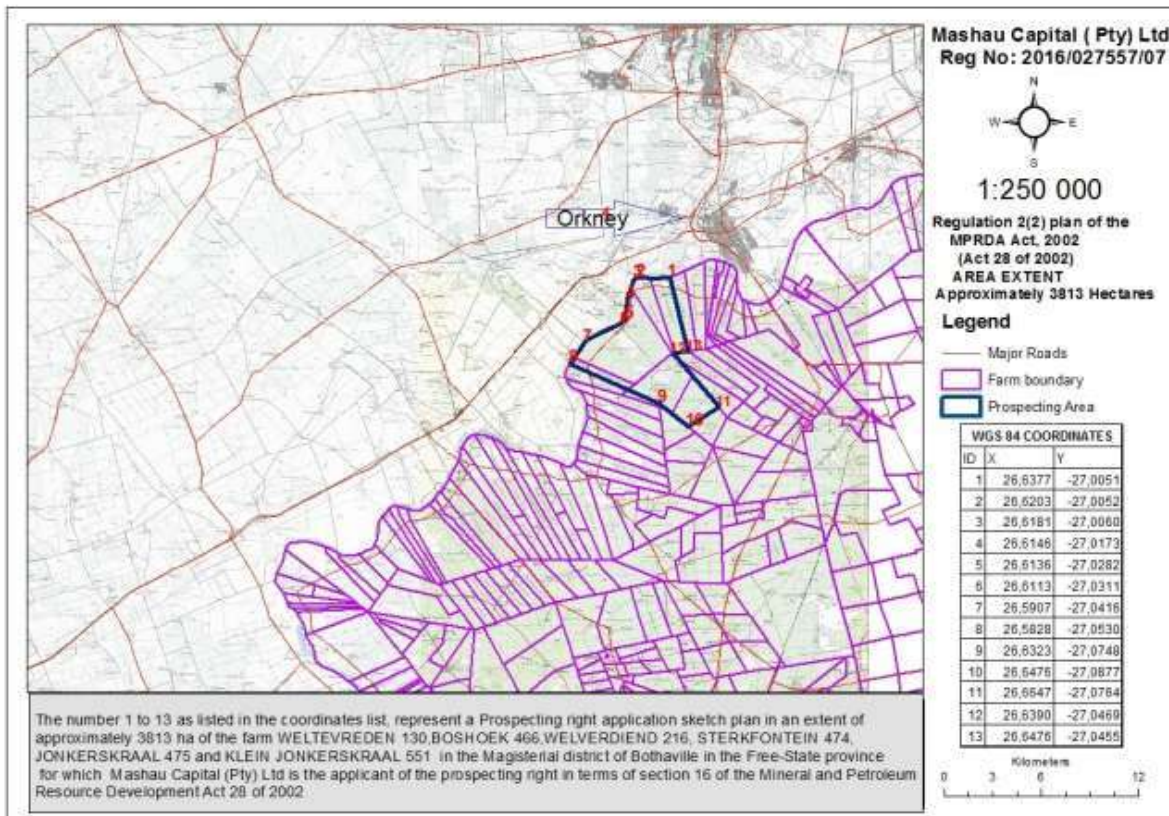 Mashau Capital ( Pty) Ltd
Reg No: 2016/027557/07
N
W E
S
1:250 000
Regulation 2(2) plan of the
MPRDA Act, 2002
(Act 28 of 2002)
AREA EXTENT
Approximately 3813 Hectares
Legend
Major Roads
Farm boundary
Prospecting Area
WGS 84 COORDINATES
ID X Y
1 26,6377 -27,0051
2 26,6203 -27,0052
3 26,6181 -27,0060
4 26,6146 -27,0173
5 26,6136 -27,0282
6 26,6113 -27,0311
7 26,5907 -27,0416
8 26,5828 -27,0530
9 26,6323 -27,0748
10 26,6476 -27,0877
11 26,6647 -27,0764
12 26,6390 -27,0469
13 26,6476 -27,0455
Kilometers
0 3 6 12
Orkney
1
7
9
11
10
12
13
The number 1 to 13 as listed in the coordinates list, represent a Prospecting right application sketch plan in an extent of
approximately 3813 ha of the farm WELTEVREDEN 130,BOSHOEK 466,WELVERDIEND 216, STERKFONTEIN 474,
JONKERSKRAAL 475 and KLEIN JONKERSKRAAL 551 in the Magisterial district of Bothaville in the Free-State province
for which Mashau Capital (Pty) Ltd is the applicant of the prospecting right in terms of section 16 of the Mineral and Petroleum
Resource Development Act 28 of 2002